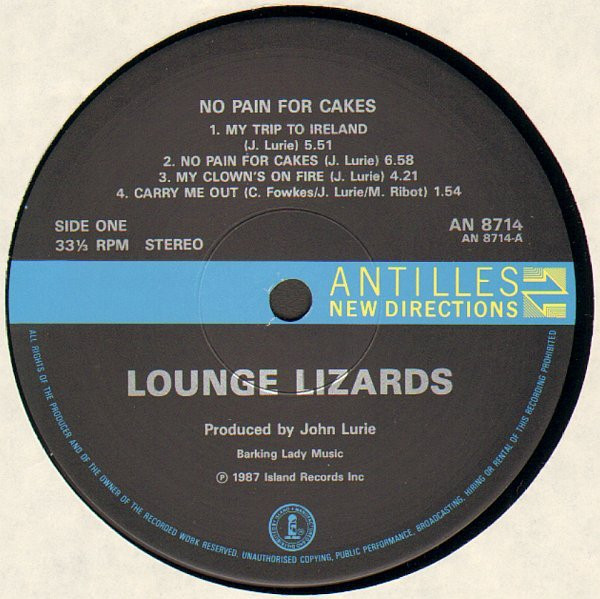 NO PAIN FOR CAKES
1. MY TRIP TO IRELAND
(J. Lurie) 5.51
2. NO PAIN FOR CAKES (J. Lurie) 6.58
3. MY CLOWN'S ON FIRE (J. Lurie) 4.21
4. CARRY ME OUT (C. Fowkes/J. Lurie/M. Ribot) 1.54
SIDE ONE
33⅓ RPM STEREO
AN 8714
AN 8714-A
ANTILLES
NEW DIRECTIONS
LOUNGE LIZARDS
Produced by John Lurie
Barking Lady Music
℗ 1987 Island Records Inc
ALL RIGHTS OF THE PRODUCER AND OF THE OWNER OF THE RECORDED WORK RESERVED. UNAUTHORISED COPYING, PUBLIC PERFORMANCE, BROADCASTING, HIRING OR RENTAL OF THIS RECORDING PROHIBITED